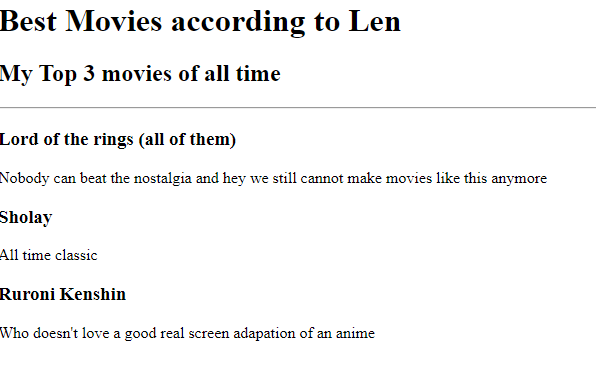 Best Movies according to Len
My Top 3 movies of all time
Lord of the rings (all of them)
Nobody can beat the nostalgia and hey we still cannot make movies like this anymore
Sholay
All time classic
Ruroni Kenshin
Who doesn't love a good real screen adapation of an anime